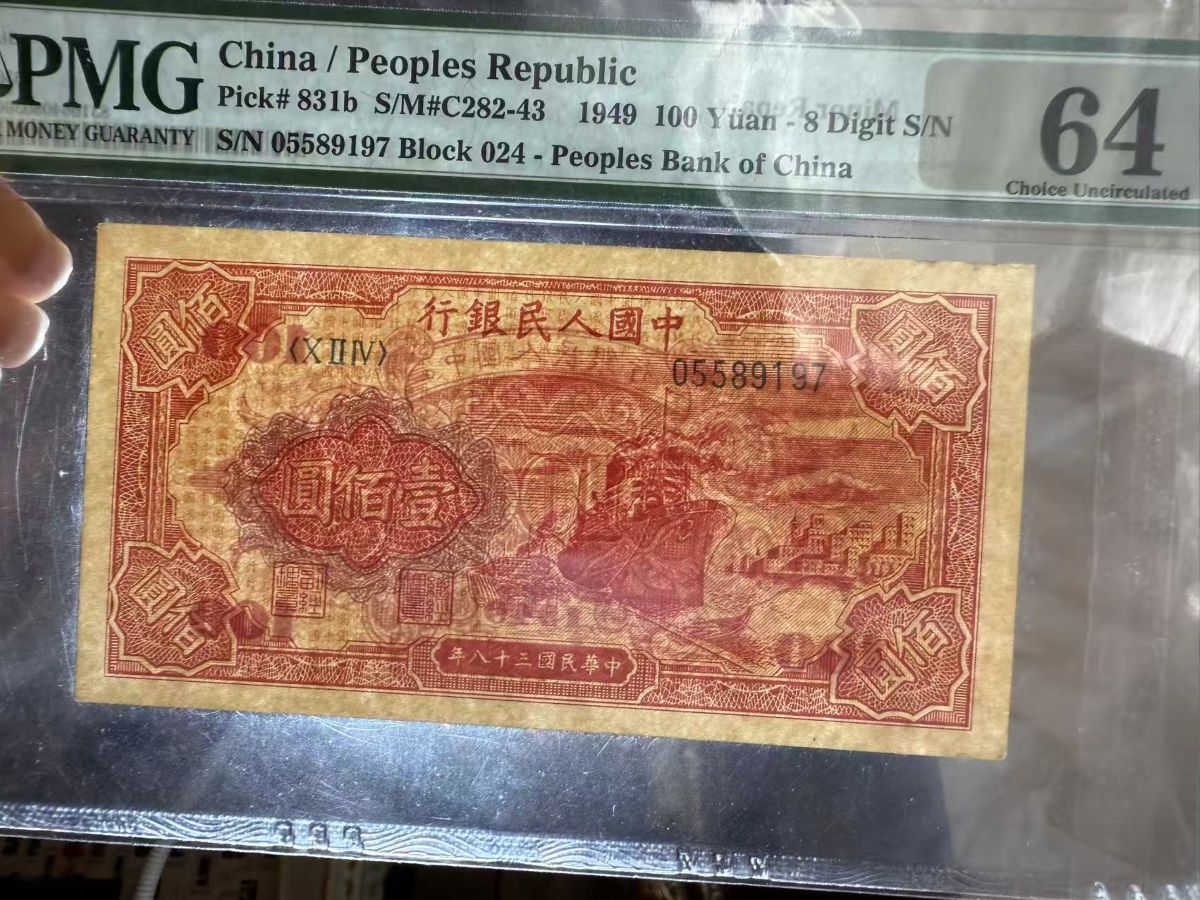 PMG
MONEY GUARANTY
China / Peoples Republic
Pick# 831b S/M#C282-43 1949 100 Yuan - 8 Digit S/N
S/N 05589197 Block 024 - Peoples Bank of China
64
Choice Uncirculated
行銀民人國中
圓佰
圓佰
〈XⅡⅣ〉
05589197
圓佰壹
圓佰
圓佰
年八十三國民華中